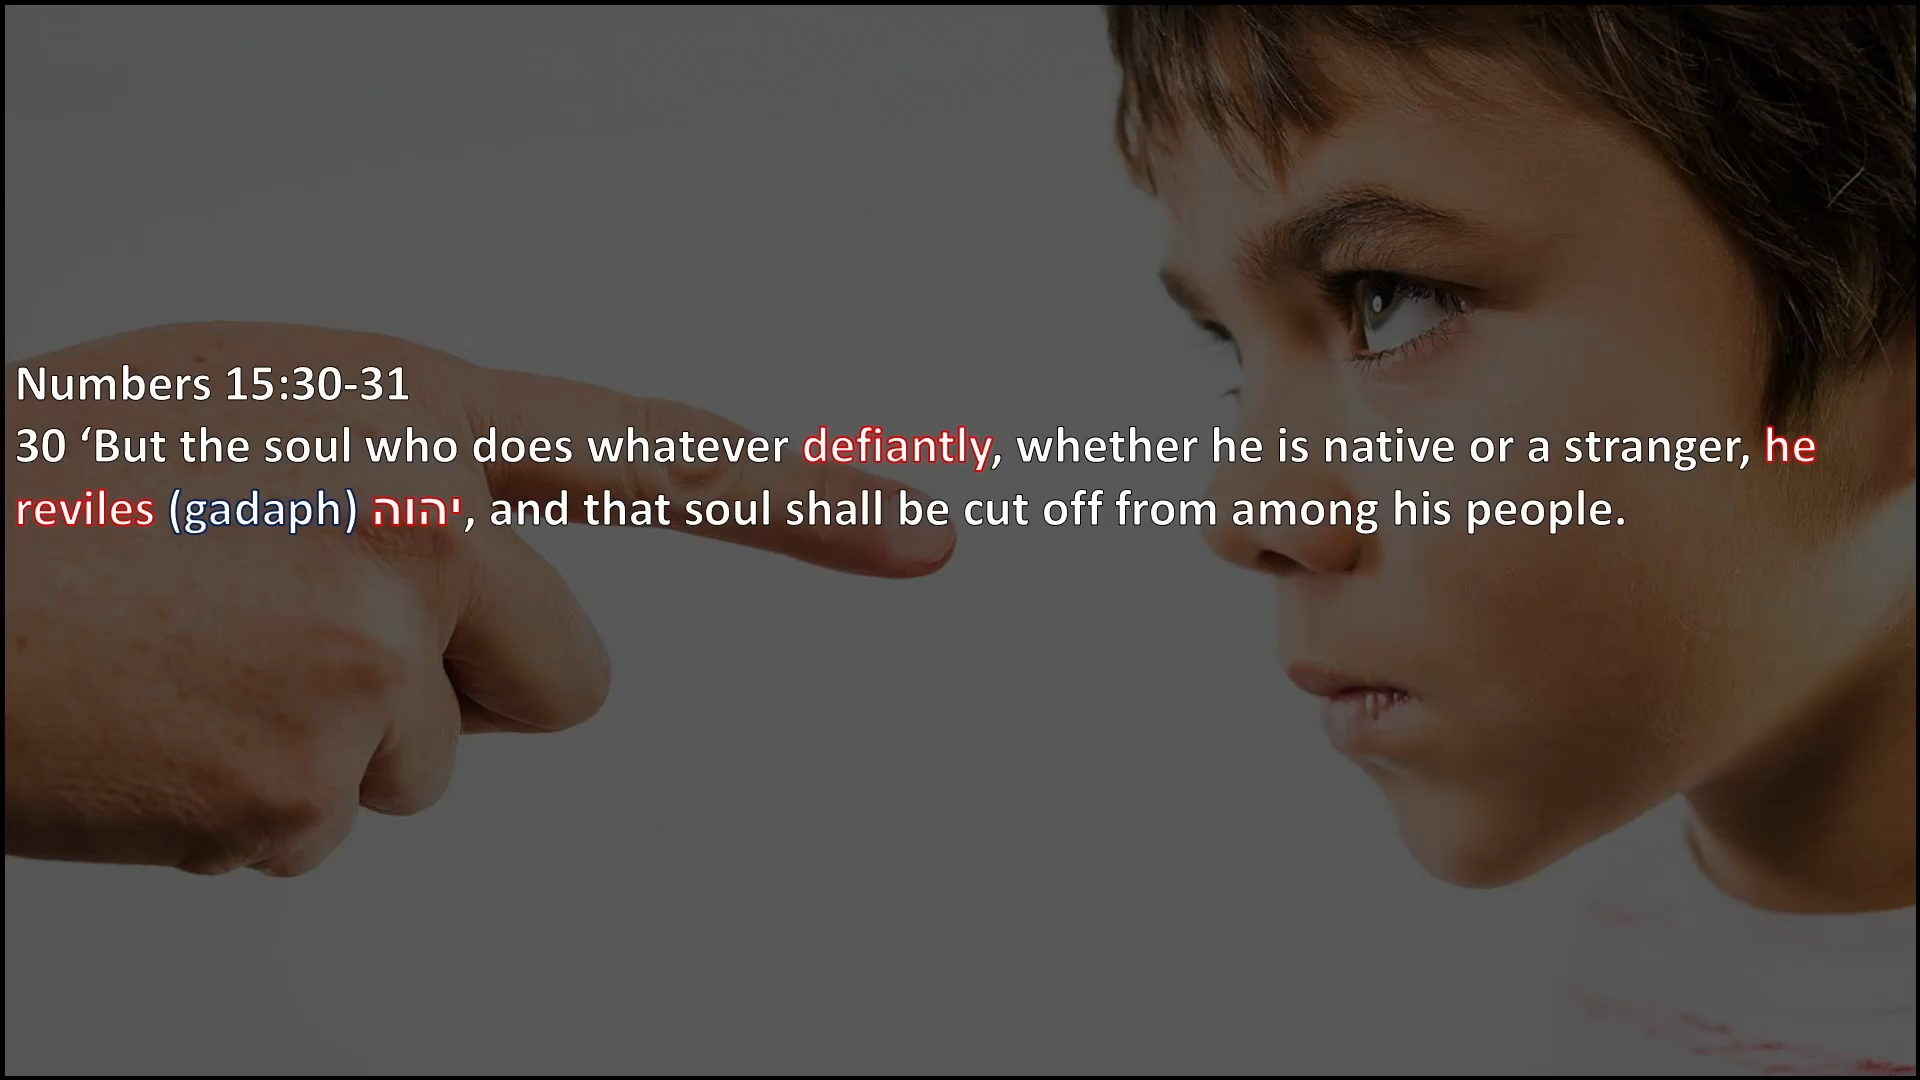 Numbers 15:30-31
30 ‘But the soul who does whatever defiantly, whether he is native or a stranger, he
reviles (gadaph) יהוה, and that soul shall be cut off from among his people.